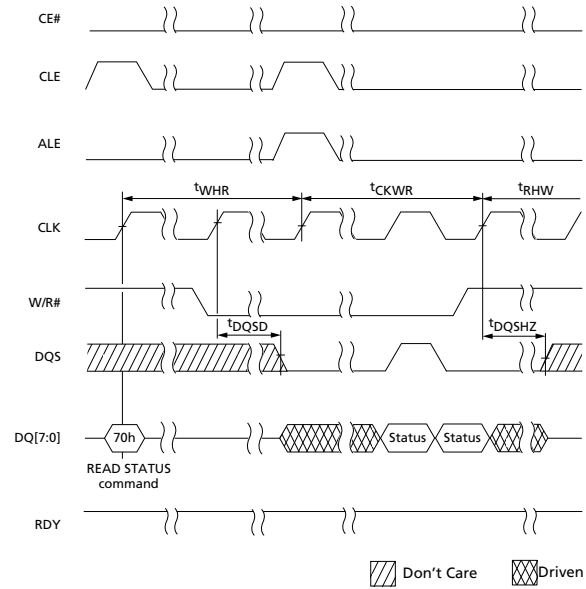 CE#
CLE
ALE
tWHR tCKWR tRHW
CLK
W/R#
tDQSD tDQSHZ
DQS
DQ[7:0] 70h Status Status
READ STATUS
command
RDY
Don't Care Driven